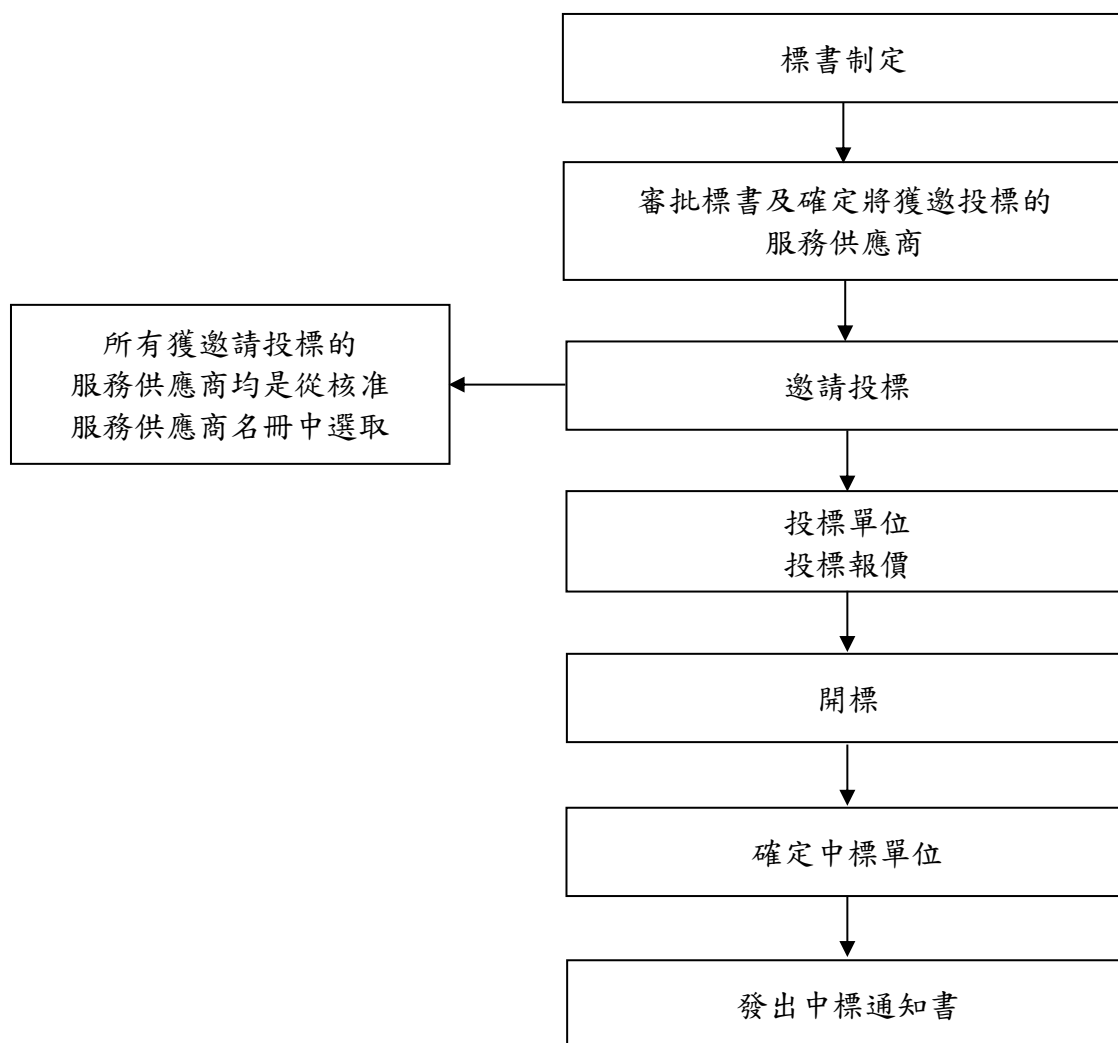 標書制定
審批標書及確定將獲邀投標的
服務供應商
所有獲邀請投標的
服務供應商均是從核准
服務供應商名冊中選取
邀請投標
投標單位
投標報價
開標
確定中標單位
發出中標通知書